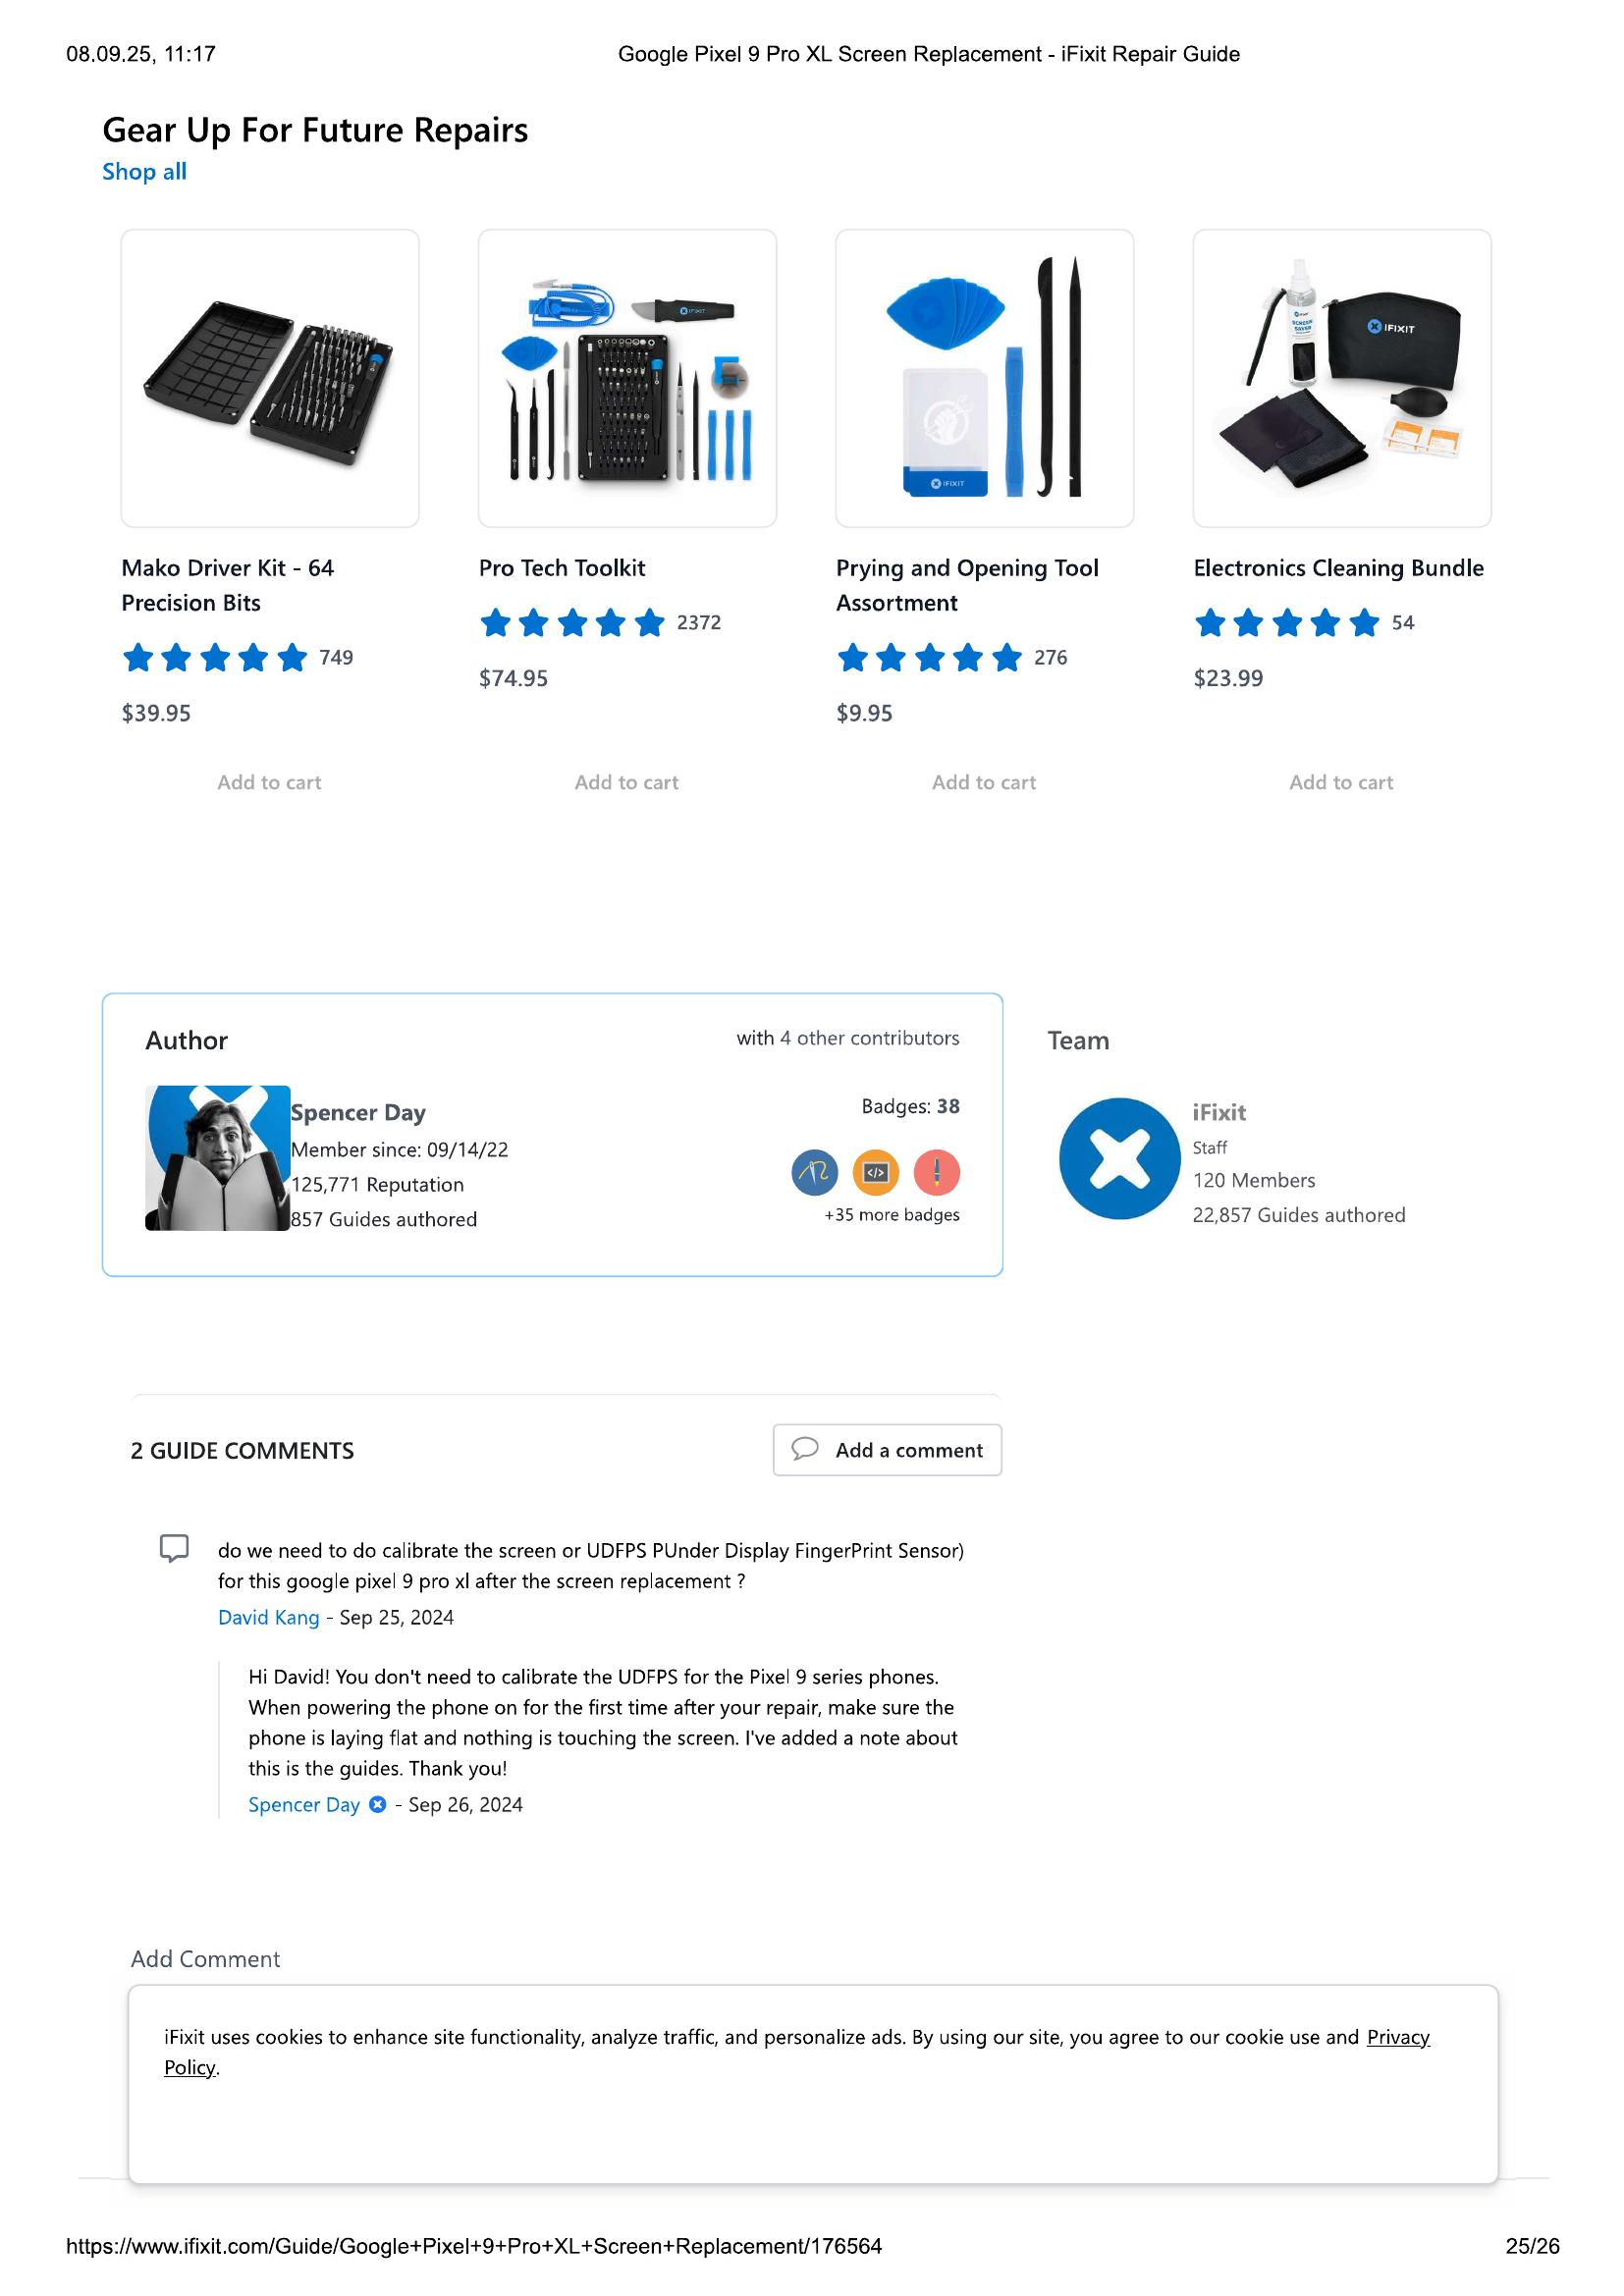 08.09.25, 11:17
Google Pixel 9 Pro XL Screen Replacement - iFixit Repair Guide
Gear Up For Future Repairs
Shop all
IFIXIT
IFIXIT
SCREEN
SAVER
IFIXIT
Mako Driver Kit - 64
Precision Bits
749
$39.95
Add to cart
Pro Tech Toolkit
2372
$74.95
Add to cart
Prying and Opening Tool
Assortment
276
$9.95
Add to cart
Electronics Cleaning Bundle
54
$23.99
Add to cart
Author
with 4 other contributors
Spencer Day
Member since: 09/14/22
125,771 Reputation
857 Guides authored
Badges: 38
</>
+35 more badges
Team
iFixit
Staff
120 Members
22,857 Guides authored
2 GUIDE COMMENTS
Add a comment
do we need to do calibrate the screen or UDFPS PUnder Display FingerPrint Sensor)
for this google pixel 9 pro xl after the screen replacement ?
David Kang - Sep 25, 2024
Hi David! You don't need to calibrate the UDFPS for the Pixel 9 series phones.
When powering the phone on for the first time after your repair, make sure the
phone is laying flat and nothing is touching the screen. I've added a note about
this is the guides. Thank you!
Spencer Day - Sep 26, 2024
Add Comment
iFixit uses cookies to enhance site functionality, analyze traffic, and personalize ads. By using our site, you agree to our cookie use and Privacy
Policy.
https://www.ifixit.com/Guide/Google+Pixel+9+Pro+XL+Screen+Replacement/176564
25/26